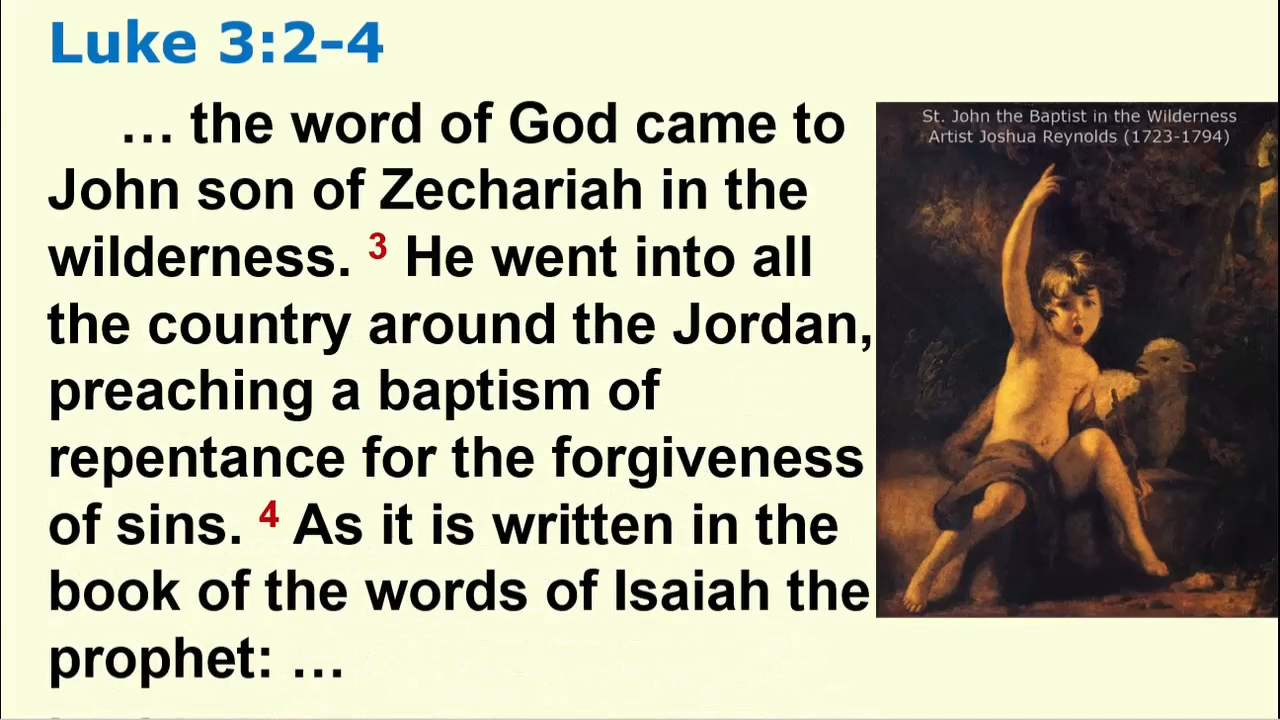 Luke 3:2-4
… the word of God came to
John son of Zechariah in the
wilderness. 3 He went into all
the country around the Jordan,
preaching a baptism of
repentance for the forgiveness
of sins. 4 As it is written in the
book of the words of Isaiah the
prophet: …
St. John the Baptist in the Wilderness
Artist Joshua Reynolds (1723-1794)